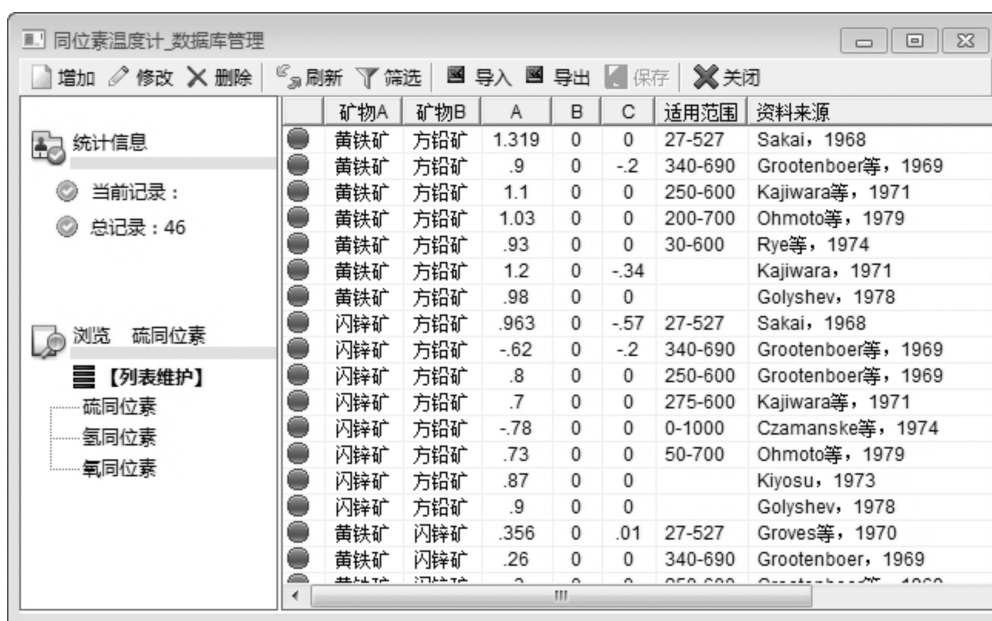 同位素温度计_数据库管理
增加 修改 删除 刷新 筛选 导入 导出 保存 关闭
统计信息
当前记录：
总记录：46
浏览 硫同位素
【列表维护】
硫同位素
氢同位素
氧同位素
矿物A 矿物B A B C 适用范围 资料来源
黄铁矿 方铅矿 1.319 0 0 27-527 Sakai，1968
黄铁矿 方铅矿 .9 0 -.2 340-690 Grootenboer等，1969
黄铁矿 方铅矿 1.1 0 0 250-600 Kajiwara等，1971
黄铁矿 方铅矿 1.03 0 0 200-700 Ohmoto等，1979
黄铁矿 方铅矿 .93 0 0 30-600 Rye等，1974
黄铁矿 方铅矿 1.2 0 -.34 Kajiwara，1971
黄铁矿 方铅矿 .98 0 0 Golyshev，1978
闪锌矿 方铅矿 .963 0 -.57 27-527 Sakai，1968
闪锌矿 方铅矿 -.62 0 -.2 340-690 Grootenboer等，1969
闪锌矿 方铅矿 .8 0 0 250-600 Grootenboer等，1969
闪锌矿 方铅矿 .7 0 0 275-600 Kajiwara等，1971
闪锌矿 方铅矿 -.78 0 0 0-1000 Czamanske等，1974
闪锌矿 方铅矿 .73 0 0 50-700 Ohmoto等，1979
闪锌矿 方铅矿 .87 0 0 Kiyosu，1973
闪锌矿 方铅矿 .9 0 0 Golyshev，1978
黄铁矿 闪锌矿 .356 0 .01 27-527 Groves等，1970
黄铁矿 闪锌矿 .26 0 0 340-690 Grootenboer，1969